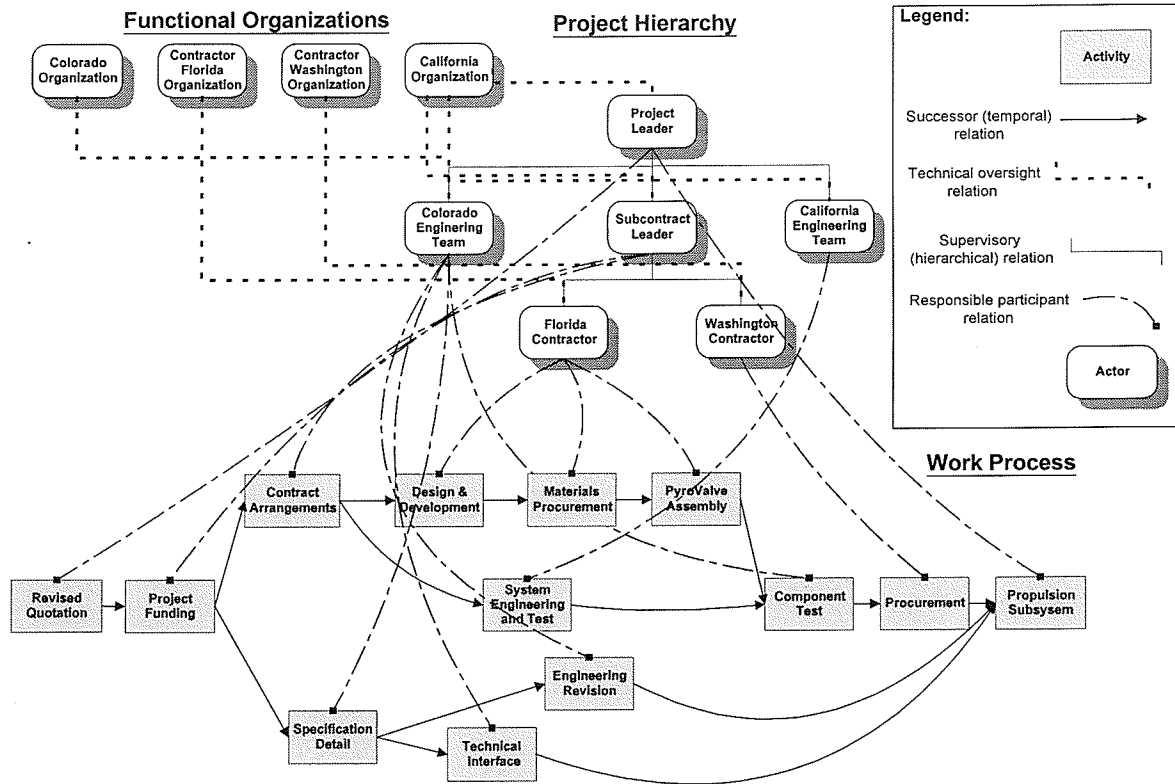 Functional Organizations
Project Hierarchy
Legend:
Colorado
Organization
Contractor
Florida
Organization
Contractor
Washington
Organization
California
Organization
Project
Leader
Colorado
Enginering
Team
Subcontract
Leader
California
Engineering
Team
Florida
Contractor
Washington
Contractor
Activity
Successor (temporal)
relation
Technical oversight
relation
Supervisory
(hierarchical) relation
Responsible participant
relation
Actor
Work Process
Contract
Arrangements
Design &
Development
Materials
Procurement
PyroValve
Assembly
Revised
Quotation
Project
Funding
System
Engineering
and Test
Component
Test
Procurement
Propulsion
Subsysem
Engineering
Revision
Specification
Detail
Technical
Interface